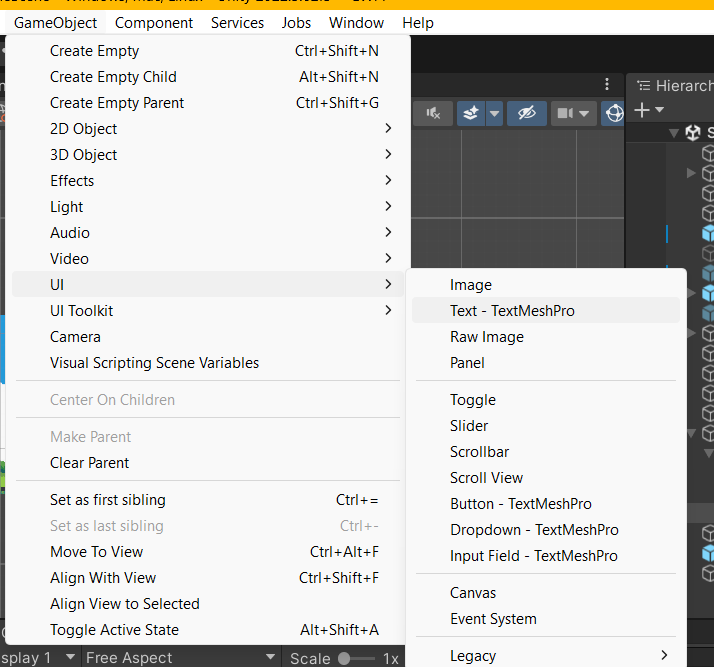 GameObject Component Services Jobs Window Help
Create Empty Ctrl+Shift+N
Create Empty Child Alt+Shift+N
Create Empty Parent Ctrl+Shift+G
2D Object
3D Object
Effects
Light
Audio
Video
UI
UI Toolkit
Camera
Visual Scripting Scene Variables
Center On Children
Make Parent
Clear Parent
Set as first sibling Ctrl+=
Set as last sibling Ctrl+-
Move To View Ctrl+Alt+F
Align With View Ctrl+Shift+F
Align View to Selected
Toggle Active State Alt+Shift+A
Image
Text - TextMeshPro
Raw Image
Panel
Toggle
Slider
Scrollbar
Scroll View
Button - TextMeshPro
Dropdown - TextMeshPro
Input Field - TextMeshPro
Canvas
Event System
Legacy
Hierarch
S
splay 1 Free Aspect Scale 1x